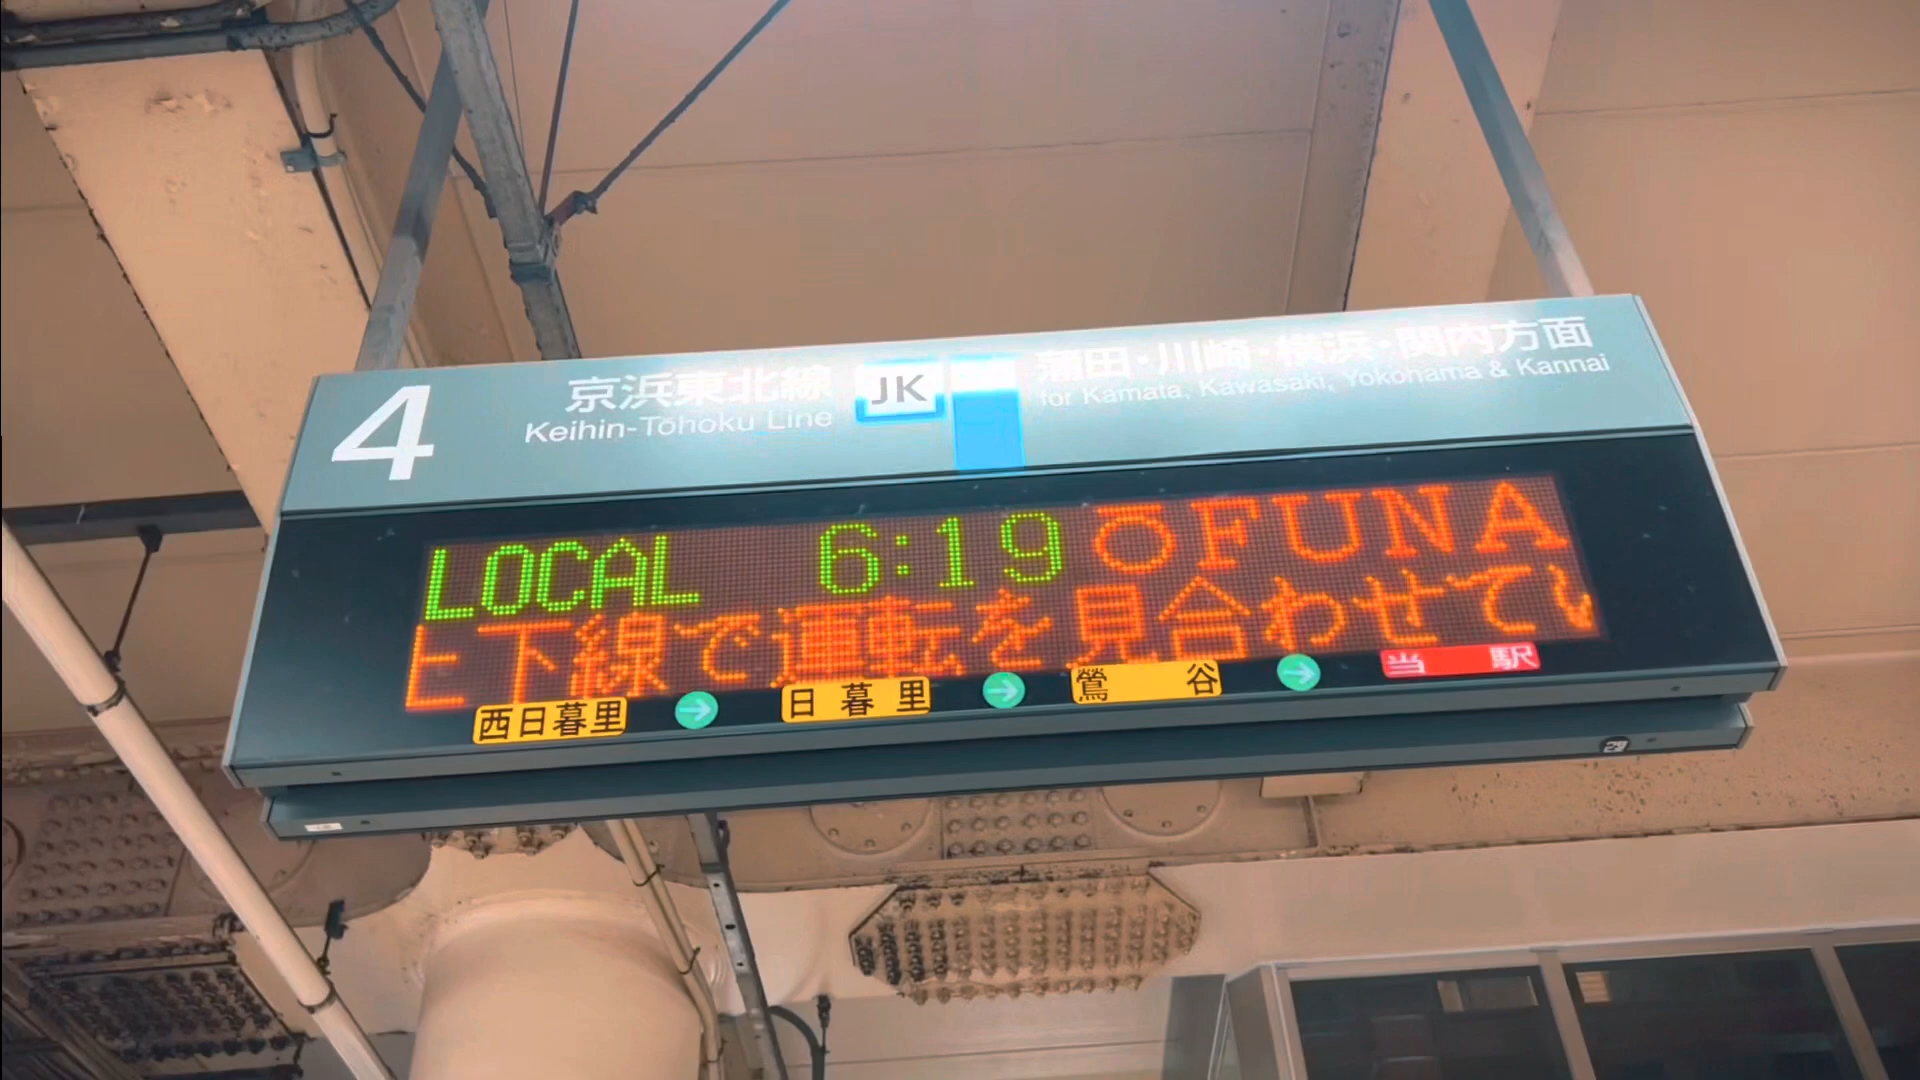 4
京浜東北線 JK 蒲田・川崎・横浜・関内方面
Keihin-Tōhoku Line for Kamata, Kawasaki, Yokohama & Kannai
LOCAL 6:19 ŌFUNA
上下線で運転を見合わせてい
西日暮里 → 日暮里 → 鶯谷 → 当駅